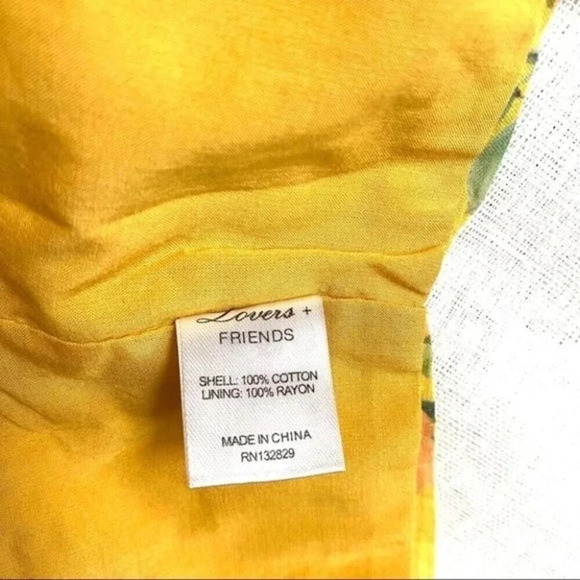 Lovers +
FRIENDS
SHELL: 100% COTTON
LINING: 100% RAYON
MADE IN CHINA
RN132829